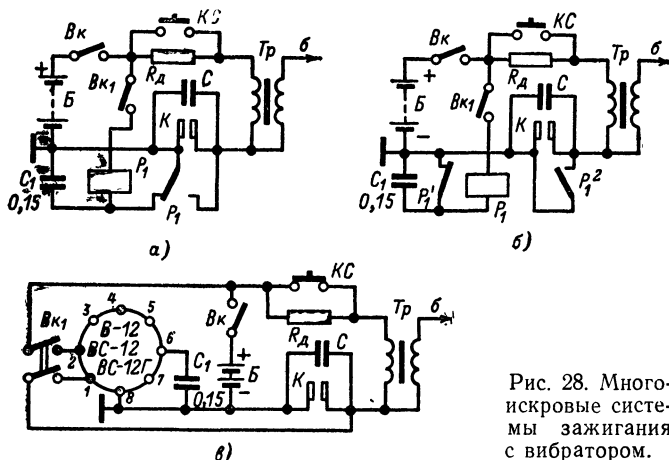 Вк
КС
Rд
Тр
б
Вк₁
+
Б
С
К
С₁
0,15
Р₁
Р₁
а)
Вк
КС
Rд
Тр
б
Вк₁
+
Б
−
С
К
С₁
0,15
Р₁'
Р₁
Р₁²
б)
Вк₁
3
4
5
2
6
1
7
8
В-12
ВС-12
ВС-12Г
С₁
0,15
Вк
+
Б
−
КС
Rд
С
К
Тр
б
в)
Рис. 28. Много-
искровые систе-
мы зажигания
с вибратором.